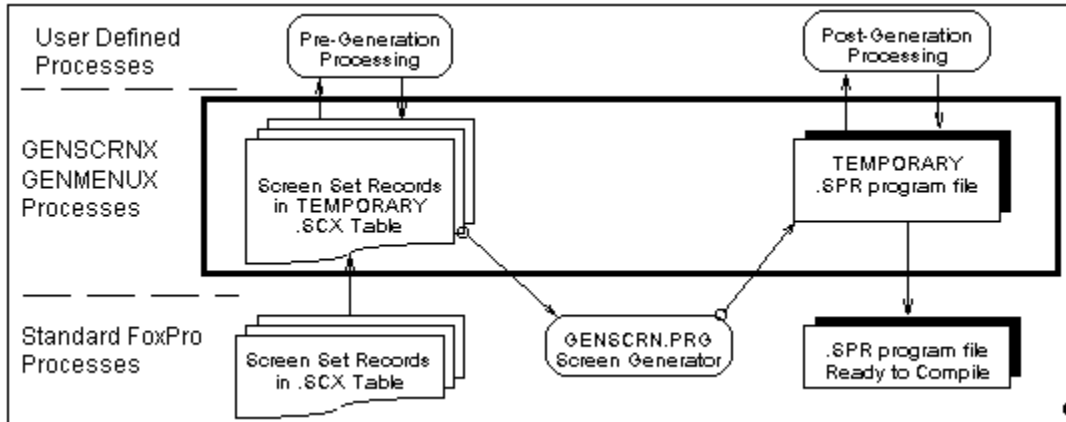 User Defined
Processes
Pre-Generation
Processing
Post-Generation
Processing
GENSCRNX
GENMENUX
Processes
Screen Set Records
in TEMPORARY
.SCX Table
TEMPORARY
.SPR program file
Standard FoxPro
Processes
Screen Set Records
in .SCX Table
GENSCRN.PRG
Screen Generator
.SPR program file
Ready to Compile